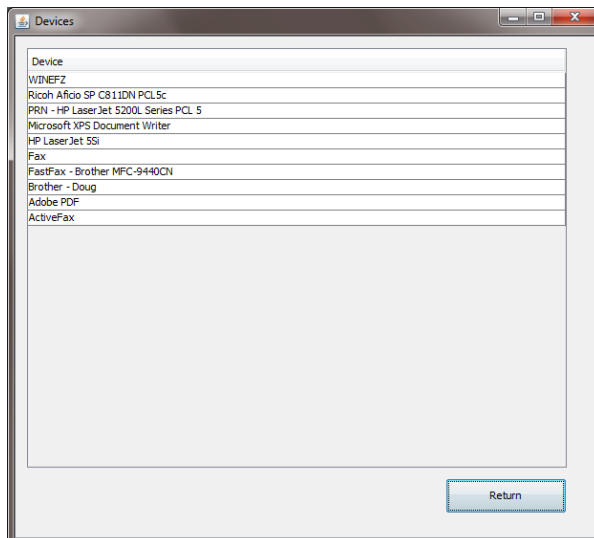 Devices
Device
WINEFZ
Ricoh Aficio SP C811DN PCL5c
PRN - HP LaserJet 5200L Series PCL 5
Microsoft XPS Document Writer
HP LaserJet 5Si
Fax
FastFax - Brother MFC-9440CN
Brother - Doug
Adobe PDF
ActiveFax
Return